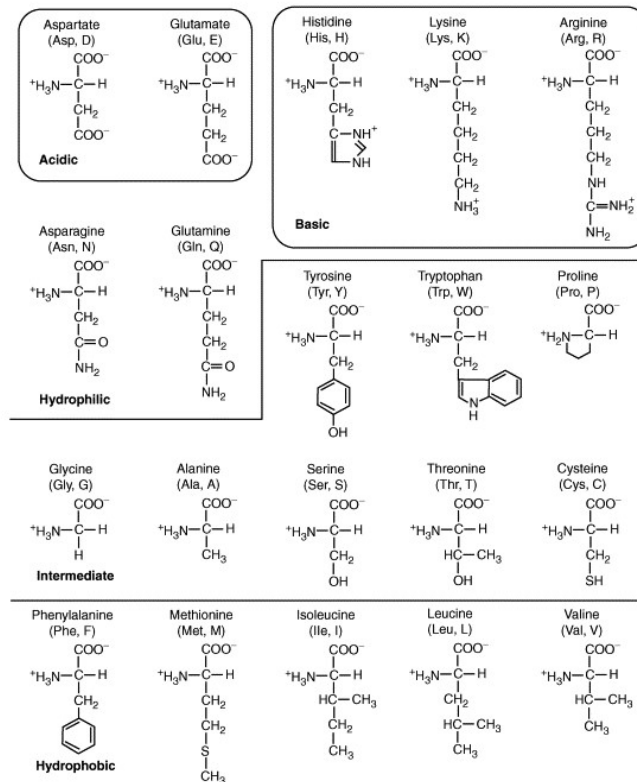 Aspartate
(Asp, D)
COO⁻
⁺H₃N—C—H
CH₂
COO⁻
Glutamate
(Glu, E)
COO⁻
⁺H₃N—C—H
CH₂
CH₂
COO⁻
Acidic
Histidine
(His, H)
COO⁻
⁺H₃N—C—H
CH₂
C—NH⁺
NH
Lysine
(Lys, K)
COO⁻
⁺H₃N—C—H
CH₂
CH₂
CH₂
CH₂
NH₃⁺
Arginine
(Arg, R)
COO⁻
⁺H₃N—C—H
CH₂
CH₂
CH₂
NH
C=NH₂⁺
NH₂
Basic
Asparagine
(Asn, N)
COO⁻
⁺H₃N—C—H
CH₂
C=O
NH₂
Glutamine
(Gln, Q)
COO⁻
⁺H₃N—C—H
CH₂
CH₂
C=O
NH₂
Hydrophilic
Tyrosine
(Tyr, Y)
COO⁻
⁺H₃N—C—H
CH₂
OH
Tryptophan
(Trp, W)
COO⁻
⁺H₃N—C—H
CH₂
N
H
Proline
(Pro, P)
COO⁻
⁺H₂N—C—H
Glycine
(Gly, G)
COO⁻
⁺H₃N—C—H
H
Alanine
(Ala, A)
COO⁻
⁺H₃N—C—H
CH₃
Serine
(Ser, S)
COO⁻
⁺H₃N—C—H
CH₂
OH
Threonine
(Thr, T)
COO⁻
⁺H₃N—C—H
HC—CH₃
OH
Cysteine
(Cys, C)
COO⁻
⁺H₃N—C—H
CH₂
SH
Intermediate
Phenylalanine
(Phe, F)
COO⁻
⁺H₃N—C—H
CH₂
Methionine
(Met, M)
COO⁻
⁺H₃N—C—H
CH₂
CH₂
S
CH₃
Isoleucine
(Ile, I)
COO⁻
⁺H₃N—C—H
HC—CH₃
CH₂
CH₃
Leucine
(Leu, L)
COO⁻
⁺H₃N—C—H
CH₂
HC—CH₃
CH₃
Valine
(Val, V)
COO⁻
⁺H₃N—C—H
HC—CH₃
CH₃
Hydrophobic